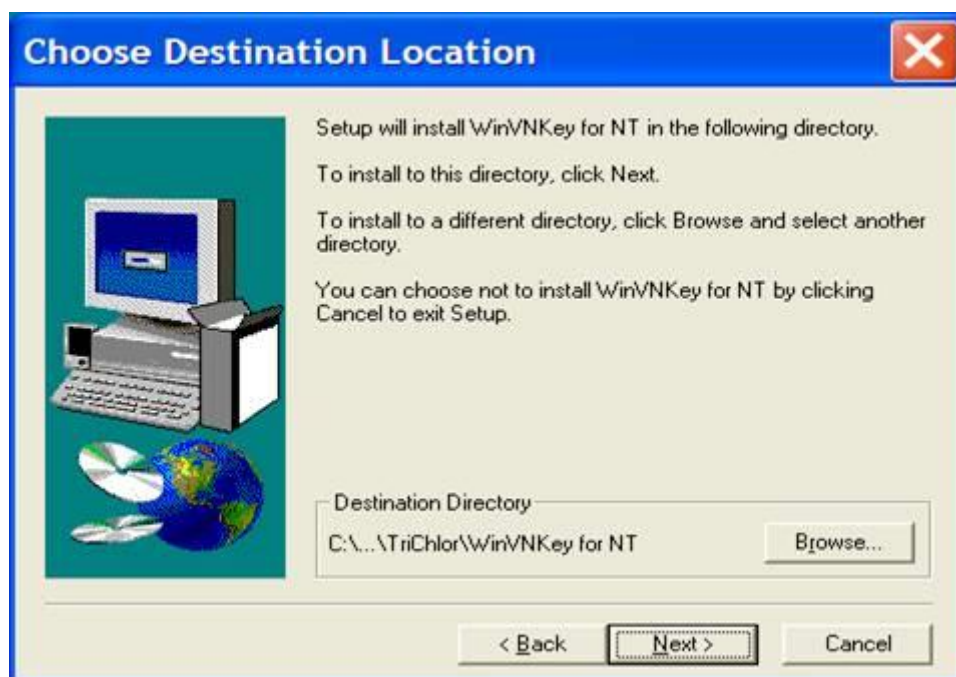 Choose Destination Location
Setup will install WinVNKey for NT in the following directory.
To install to this directory, click Next.
To install to a different directory, click Browse and select another
directory.
You can choose not to install WinVNKey for NT by clicking
Cancel to exit Setup.
Destination Directory
C:\...\TriChlor\WinVNKey for NT
Browse...
< Back
Next >
Cancel